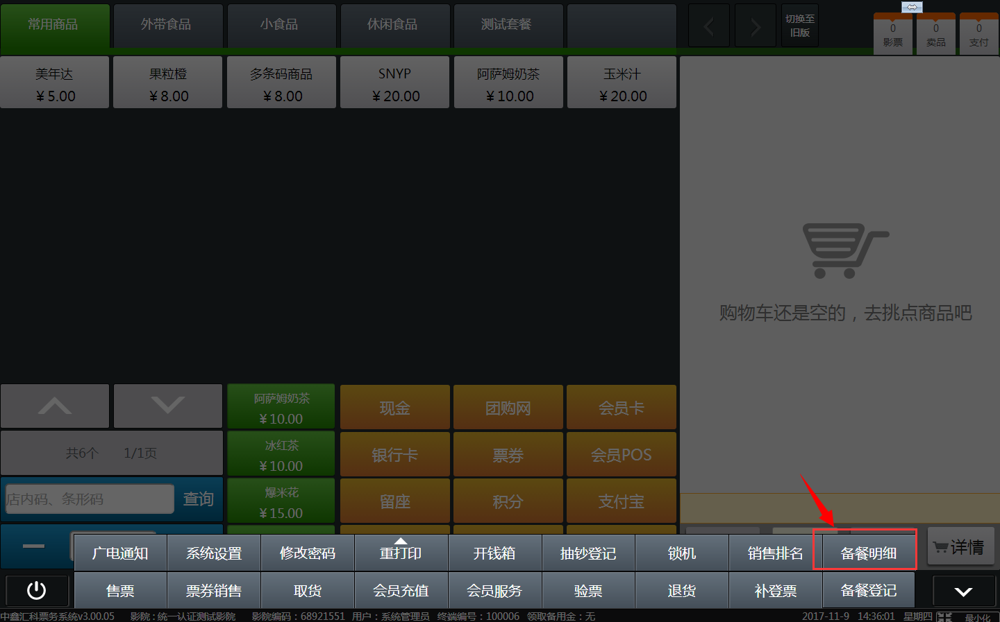 常用商品
外带食品
小食品
休闲食品
测试套餐
切换至
旧版
0
影票
0
卖品
0
支付
美年达
¥5.00
果粒橙
¥8.00
多条码商品
¥8.00
SNYP
¥20.00
阿萨姆奶茶
¥10.00
玉米汁
¥20.00
购物车还是空的，去挑点商品吧
阿萨姆奶茶
¥10.00
现金
团购网
会员卡
共6个 1/1页
冰红茶
¥10.00
银行卡
票券
会员POS
店内码、条形码
查询
爆米花
¥15.00
留座
积分
支付宝
详情
广电通知
系统设置
修改密码
重打印
开钱箱
抽钞登记
锁机
销售排名
备餐明细
售票
票券销售
取货
会员充值
会员服务
验票
退货
补登票
备餐登记
中鑫汇科票务系统v3.00.05 影院：统一认证测试影院 影院编码：68921551 用户：系统管理员 终端编号：100006 领取备用金：无 2017-11-9 14:36:01 星期四 最小化